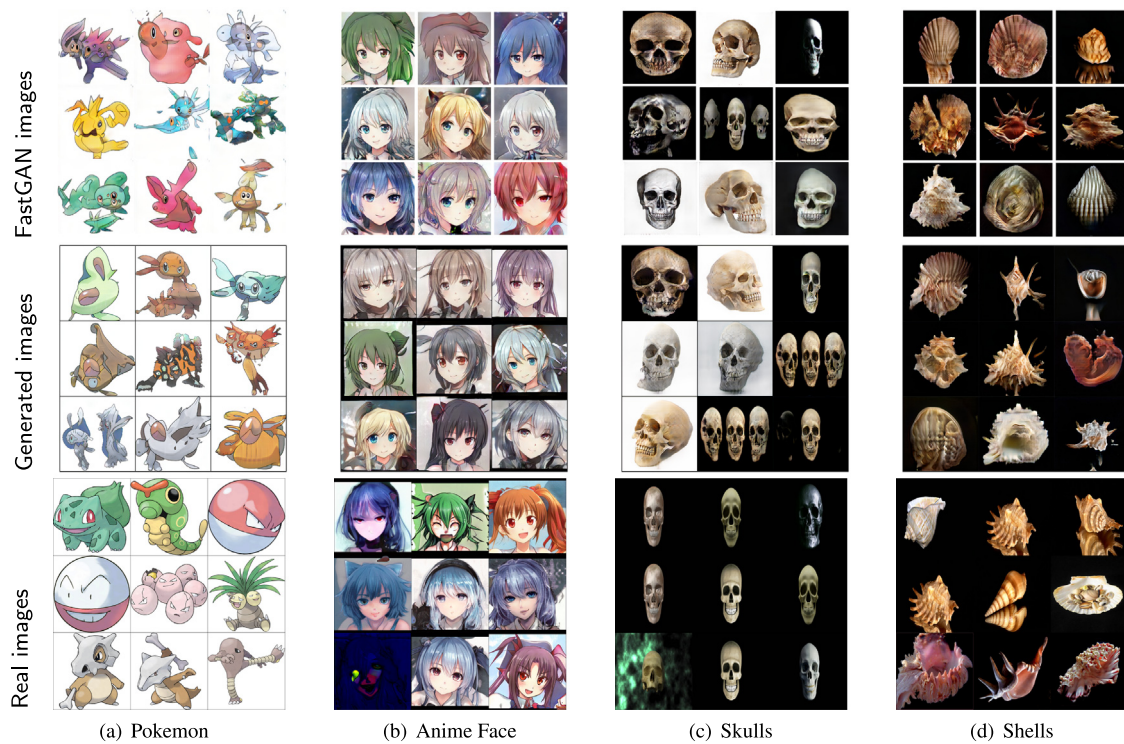 FastGAN images
Generated images
Real images
(a) Pokemon
(b) Anime Face
(c) Skulls
(d) Shells